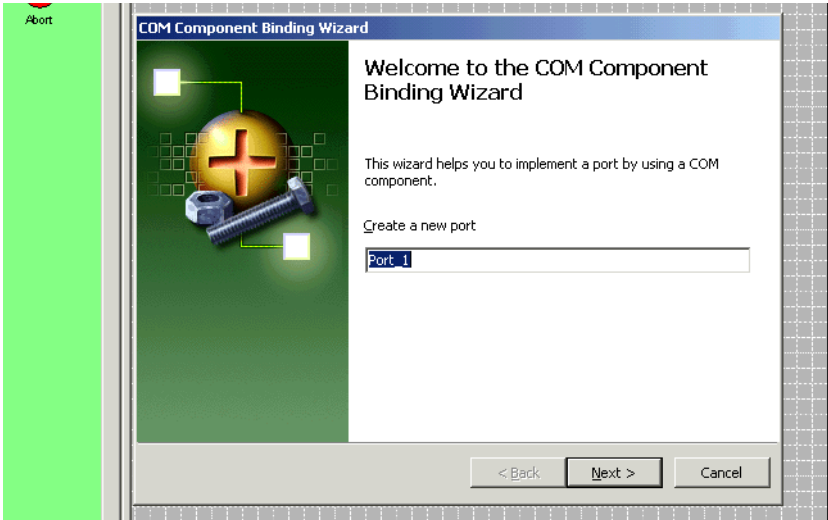 Abort
COM Component Binding Wizard
Welcome to the COM Component
Binding Wizard
This wizard helps you to implement a port by using a COM
component.
Create a new port
Port_1
< Back
Next >
Cancel